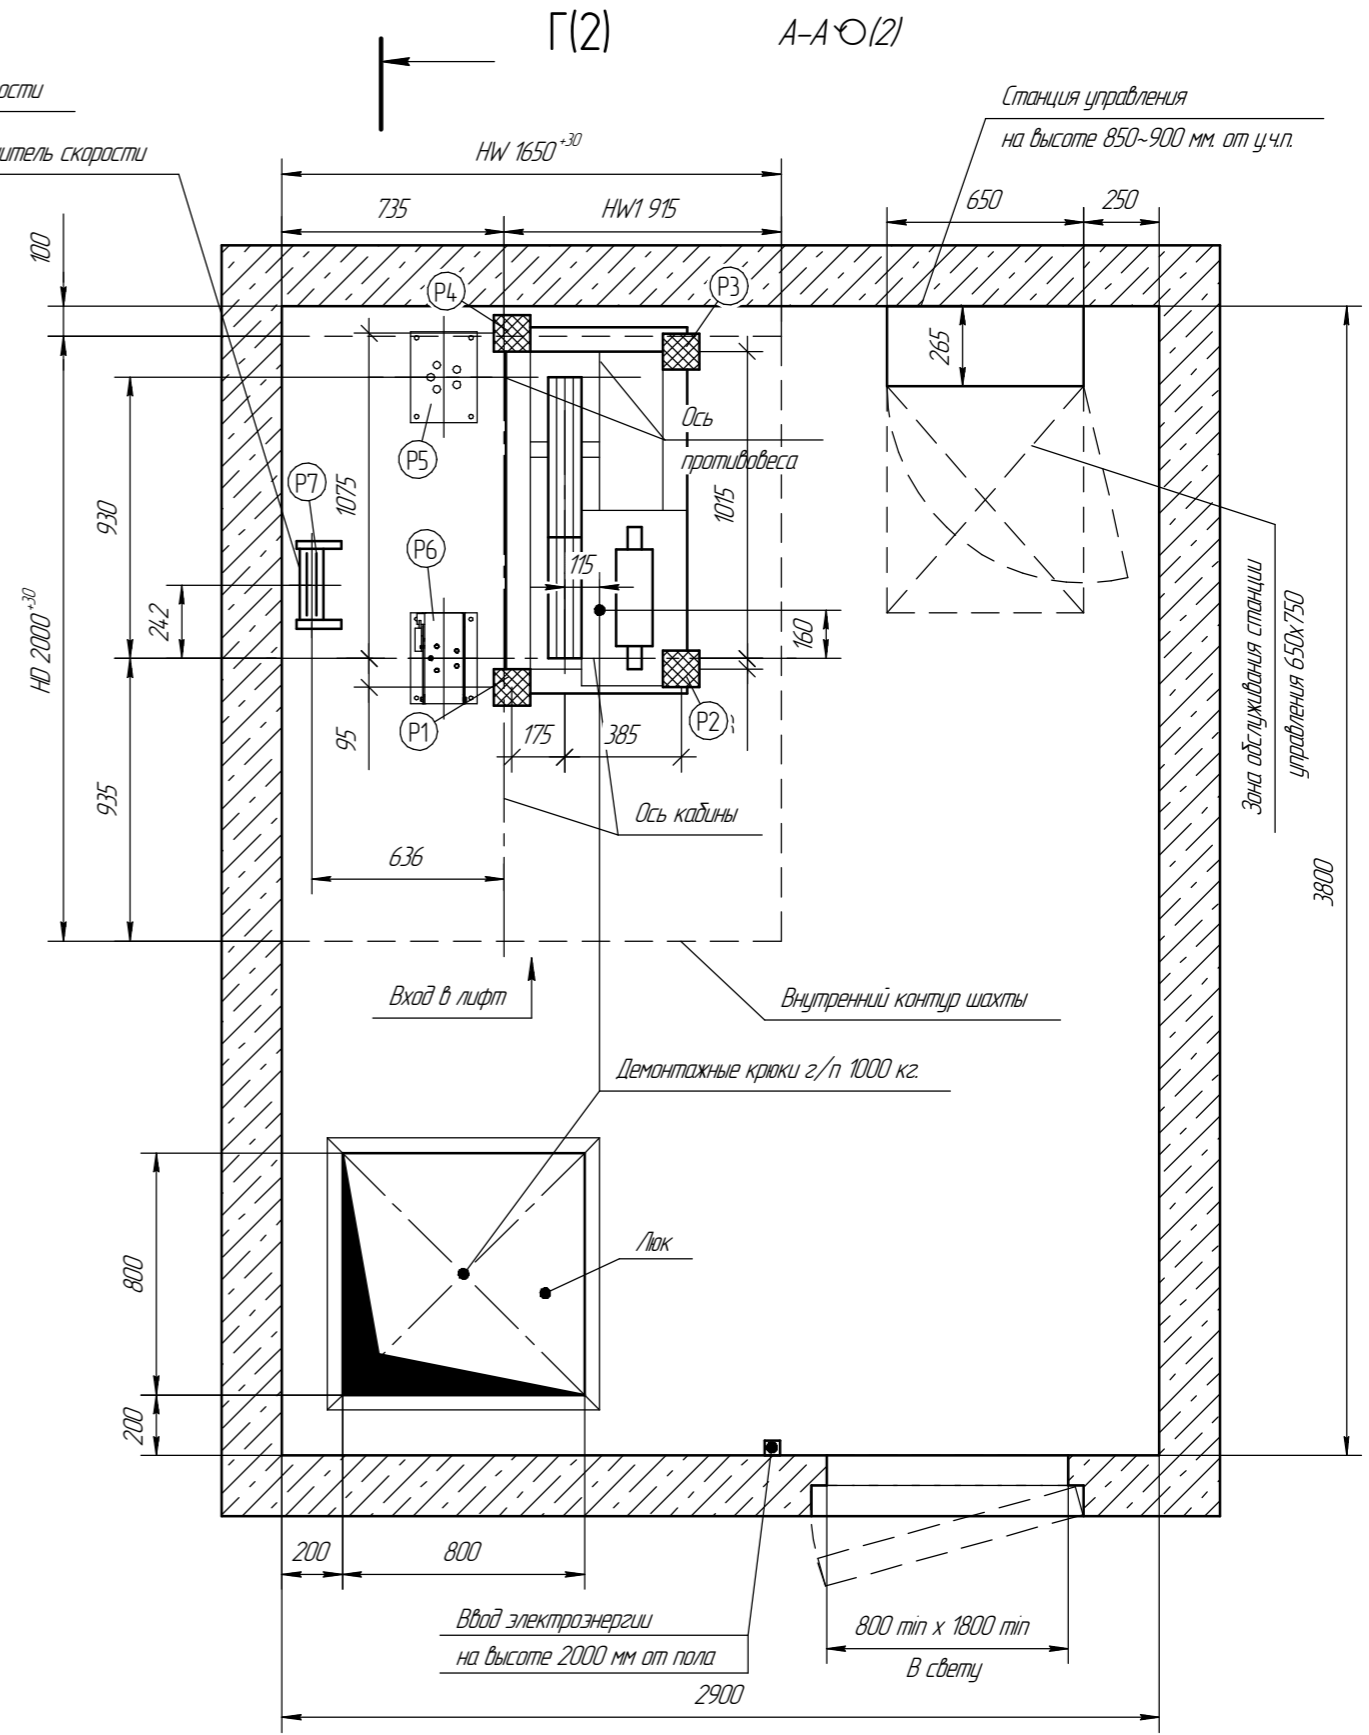 Г(2)
А-А (2)
ости
итель скорости
Станция управления
на высоте 850~900 мм. от у.ч.п.
HW 1650 +30
735
HW1 915
650
250
100
P4
P3
265
Ось
противовеса
P5
P7
1075
930
1015
P6
115
242
160
HD 2000 +30
Зона обслуживания станции
управления 650х750
P1
P2
95
175
385
935
Ось кабины
636
3800
Вход в лифт
Внутренний контур шахты
Демонтажные крюки г/п 1000 кг.
Люк
800
200
200
800
Ввод электроэнергии
на высоте 2000 мм от пола
800 min x 1800 min
В свету
2900